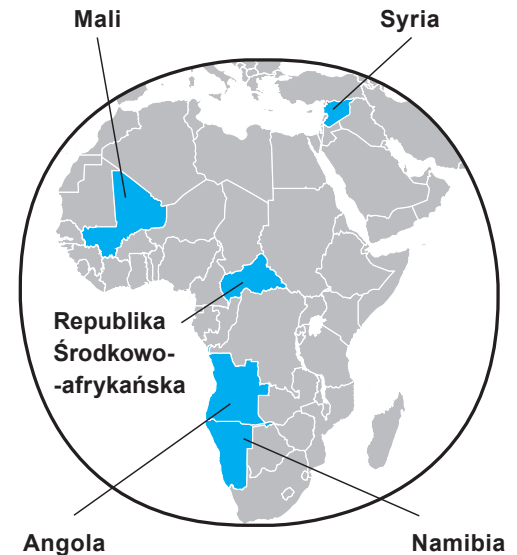 Mali
Syria
Republika
Środkowo-
-afrykańska
Angola
Namibia